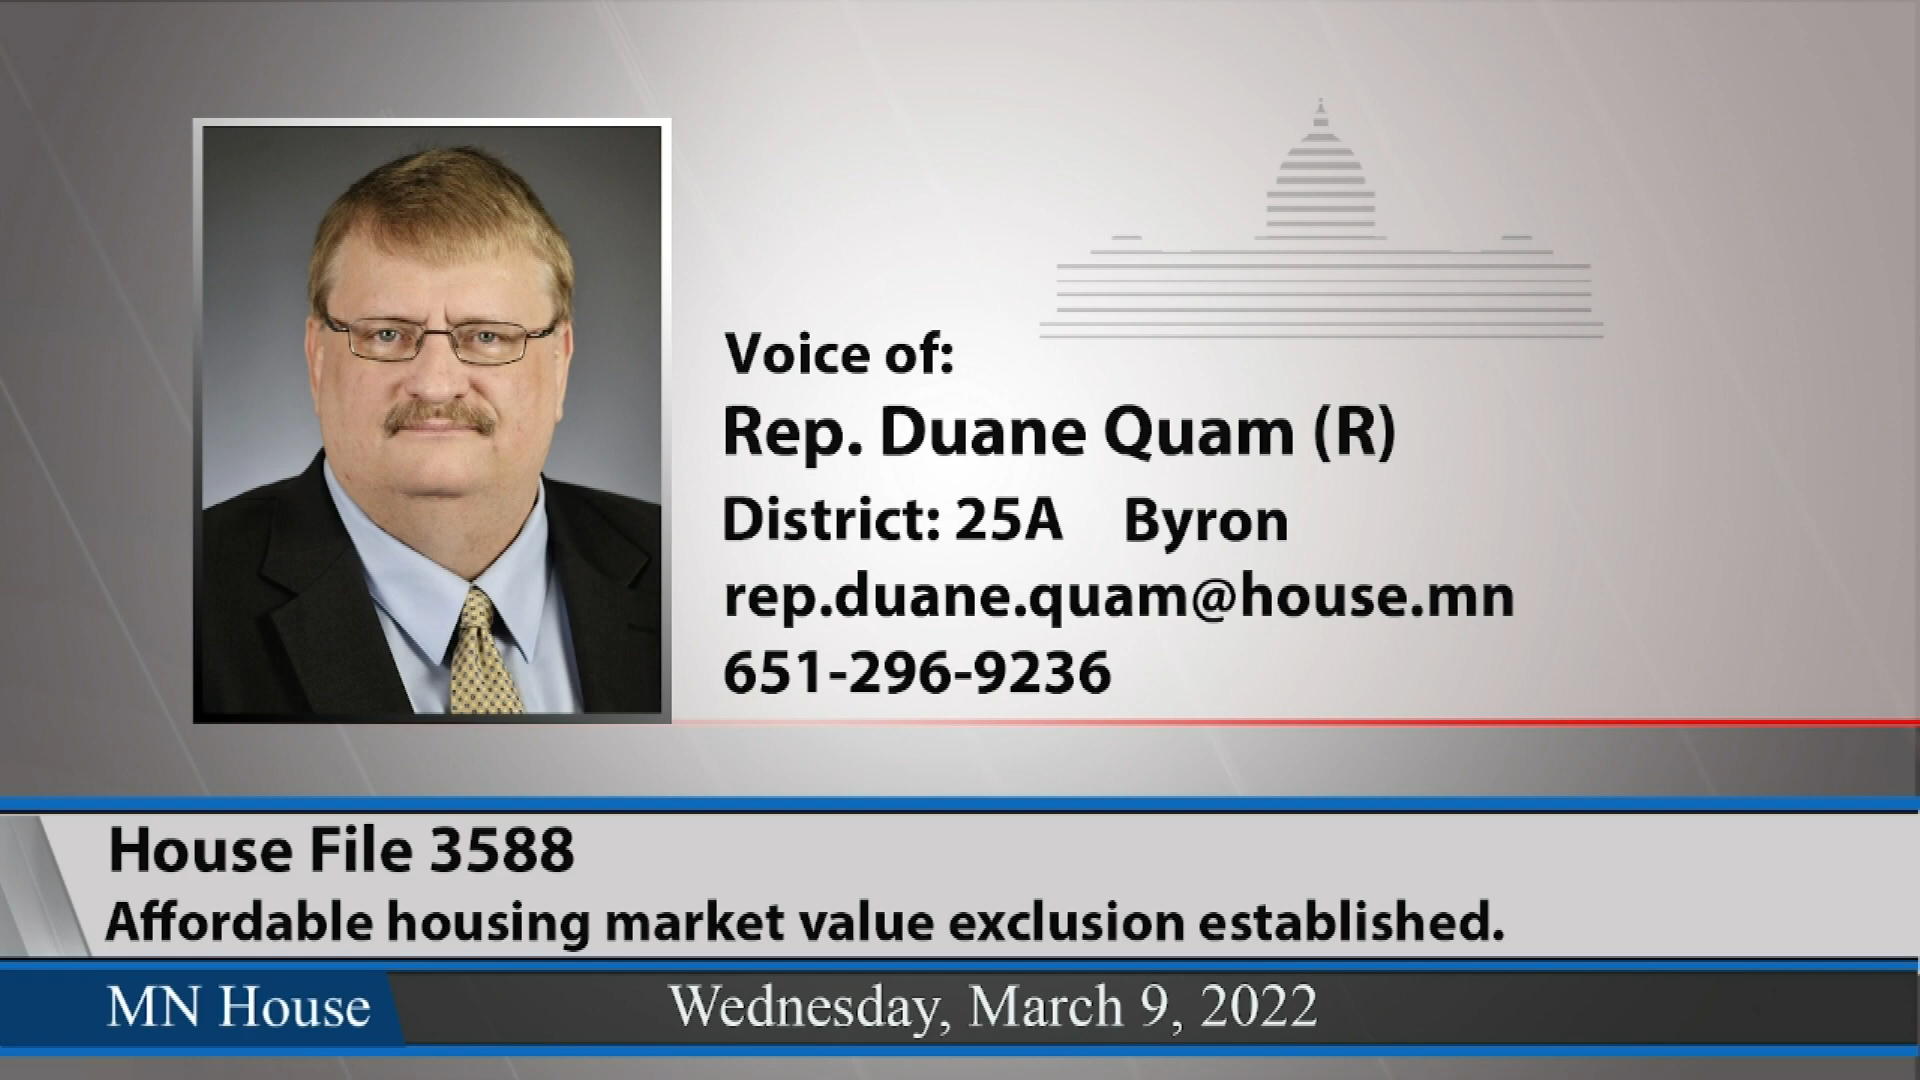 Voice of:
Rep. Duane Quam (R)
District: 25A Byron
rep.duane.quam@house.mn
651-296-9236
House File 3588
Affordable housing market value exclusion established.
MN House
Wednesday, March 9, 2022